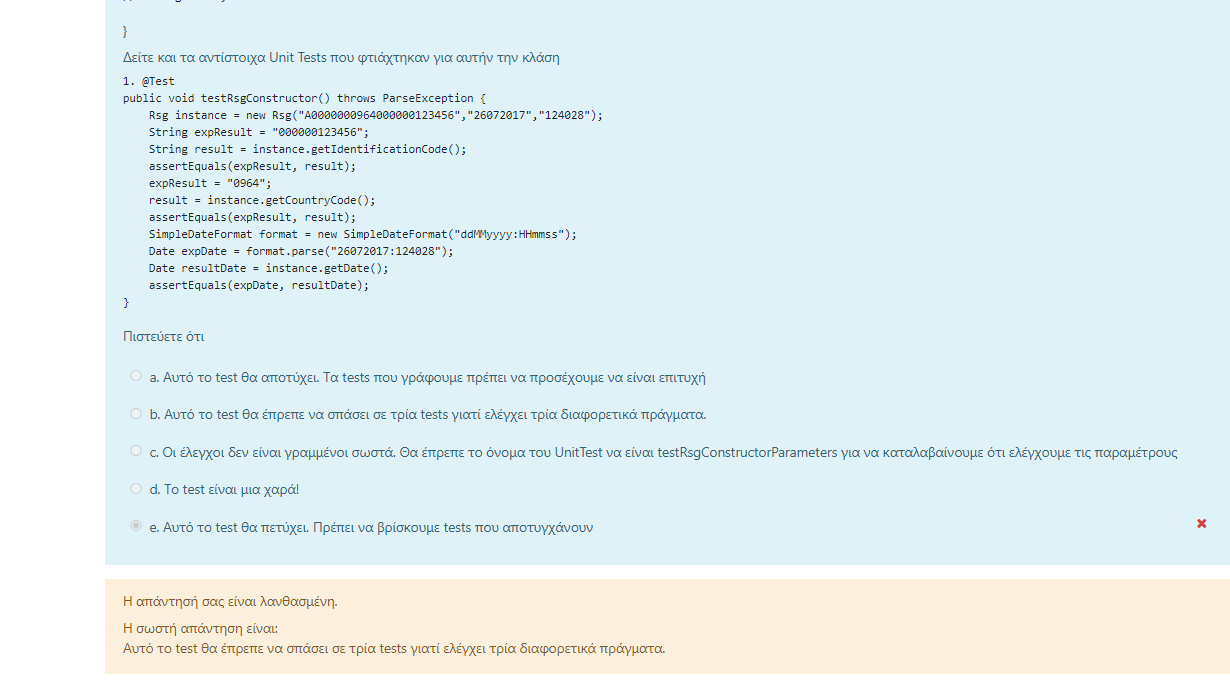 }
Δείτε και τα αντίστοιχα Unit Tests που φτιάχτηκαν για αυτήν την κλάση
1. @Test
public void testRsgConstructor() throws ParseException {
    Rsg instance = new Rsg("A0000000964000000123456","26072017","124028");
    String expResult = "000000123456";
    String result = instance.getIdentificationCode();
    assertEquals(expResult, result);
    expResult = "0964";
    result = instance.getCountryCode();
    assertEquals(expResult, result);
    SimpleDateFormat format = new SimpleDateFormat("ddMMyyyy:HHmmss");
    Date expDate = format.parse("26072017:124028");
    Date resultDate = instance.getDate();
    assertEquals(expDate, resultDate);
}
Πιστεύετε ότι
a. Αυτό το test θα αποτύχει. Τα tests που γράφουμε πρέπει να προσέχουμε να είναι επιτυχή
b. Αυτό το test θα έπρεπε να σπάσει σε τρία tests γιατί ελέγχει τρία διαφορετικά πράγματα.
c. Οι έλεγχοι δεν είναι γραμμένοι σωστά. Θα έπρεπε το όνομα του UnitTest να είναι testRsgConstructorParameters για να καταλαβαίνουμε ότι ελέγχουμε τις παραμέτρους
d. Το test είναι μια χαρά!
e. Αυτό το test θα πετύχει. Πρέπει να βρίσκουμε tests που αποτυγχάνουν
Η απάντησή σας είναι λανθασμένη.
Η σωστή απάντηση είναι:
Αυτό το test θα έπρεπε να σπάσει σε τρία tests γιατί ελέγχει τρία διαφορετικά πράγματα.